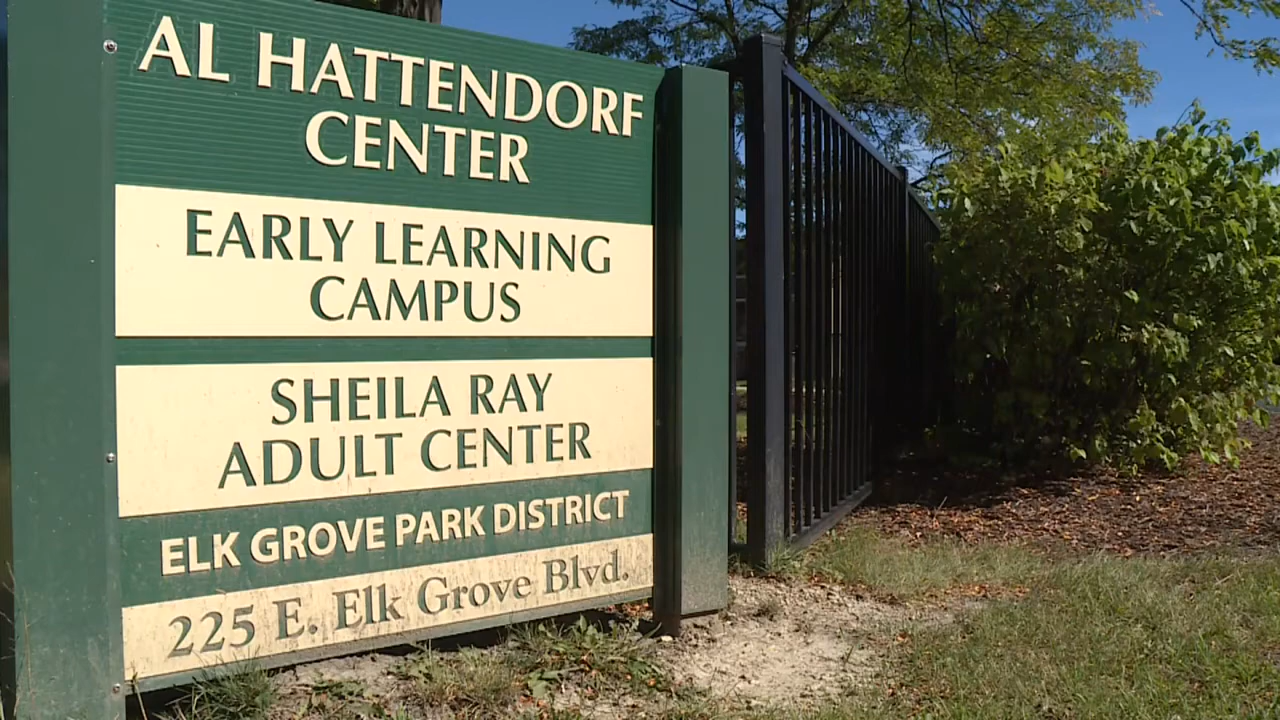 AL HATTENDORF
CENTER
EARLY LEARNING
CAMPUS
SHEILA RAY
ADULT CENTER
ELK GROVE PARK DISTRICT
225 E. Elk Grove Blvd.